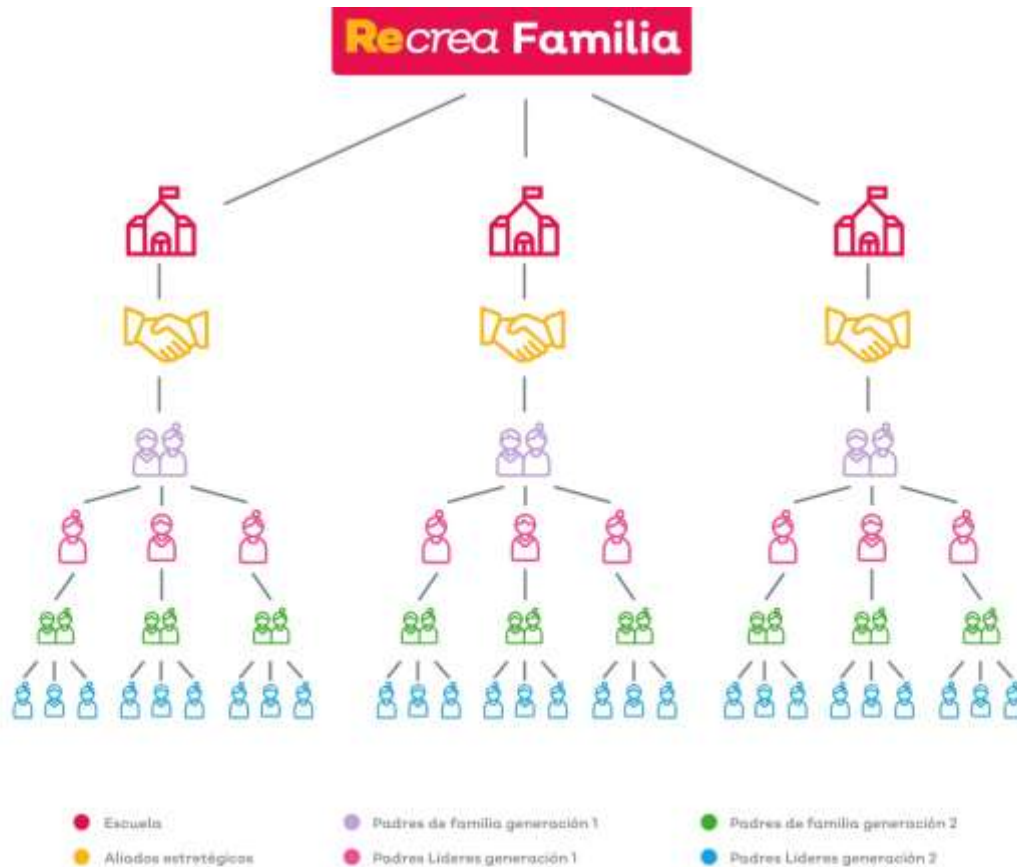 Recrea Familia
Escuela
Padres de familia generación 1
Padres de familia generación 2
Aliados estretégicos
Padres Líderes generación 1
Padres Líderes generación 2